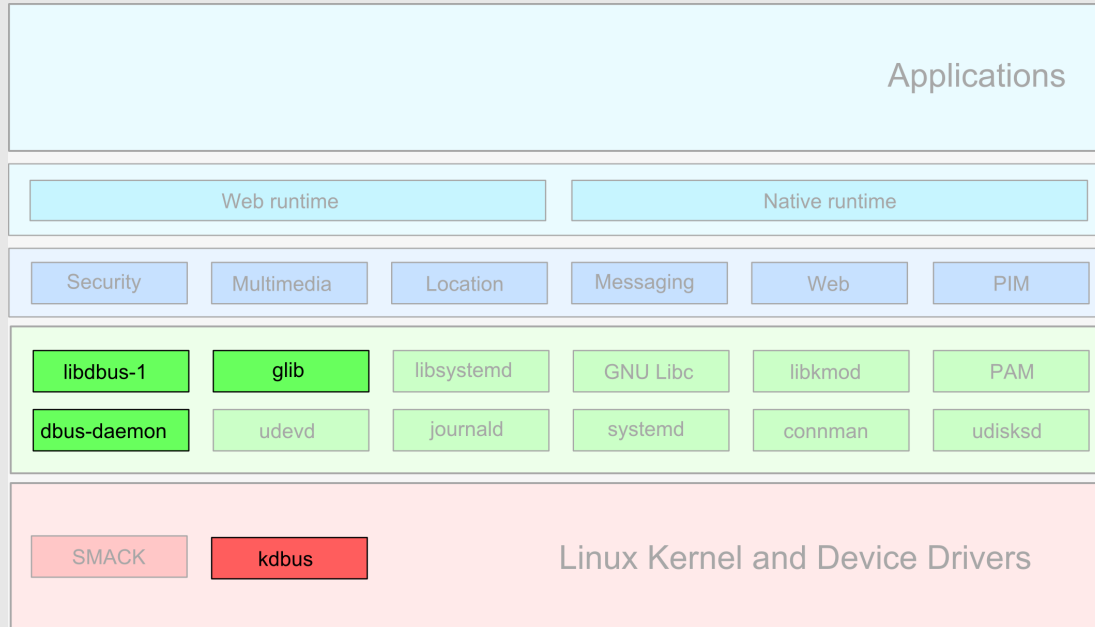 Applications
Web runtime
Native runtime
Security
Multimedia
Location
Messaging
Web
PIM
libdbus-1
glib
libsystemd
GNU Libc
libkmod
PAM
dbus-daemon
udevd
journald
systemd
connman
udisksd
SMACK
kdbus
Linux Kernel and Device Drivers